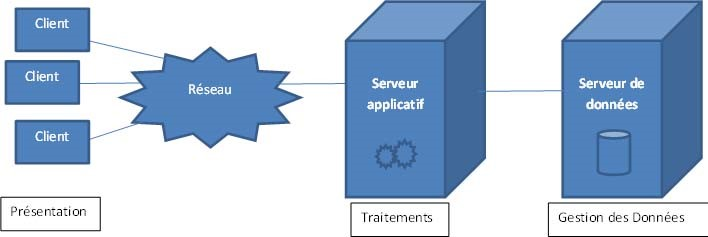 Client
Client
Client
Réseau
Serveur
applicatif
Serveur de
données
Présentation
Traitements
Gestion des Données